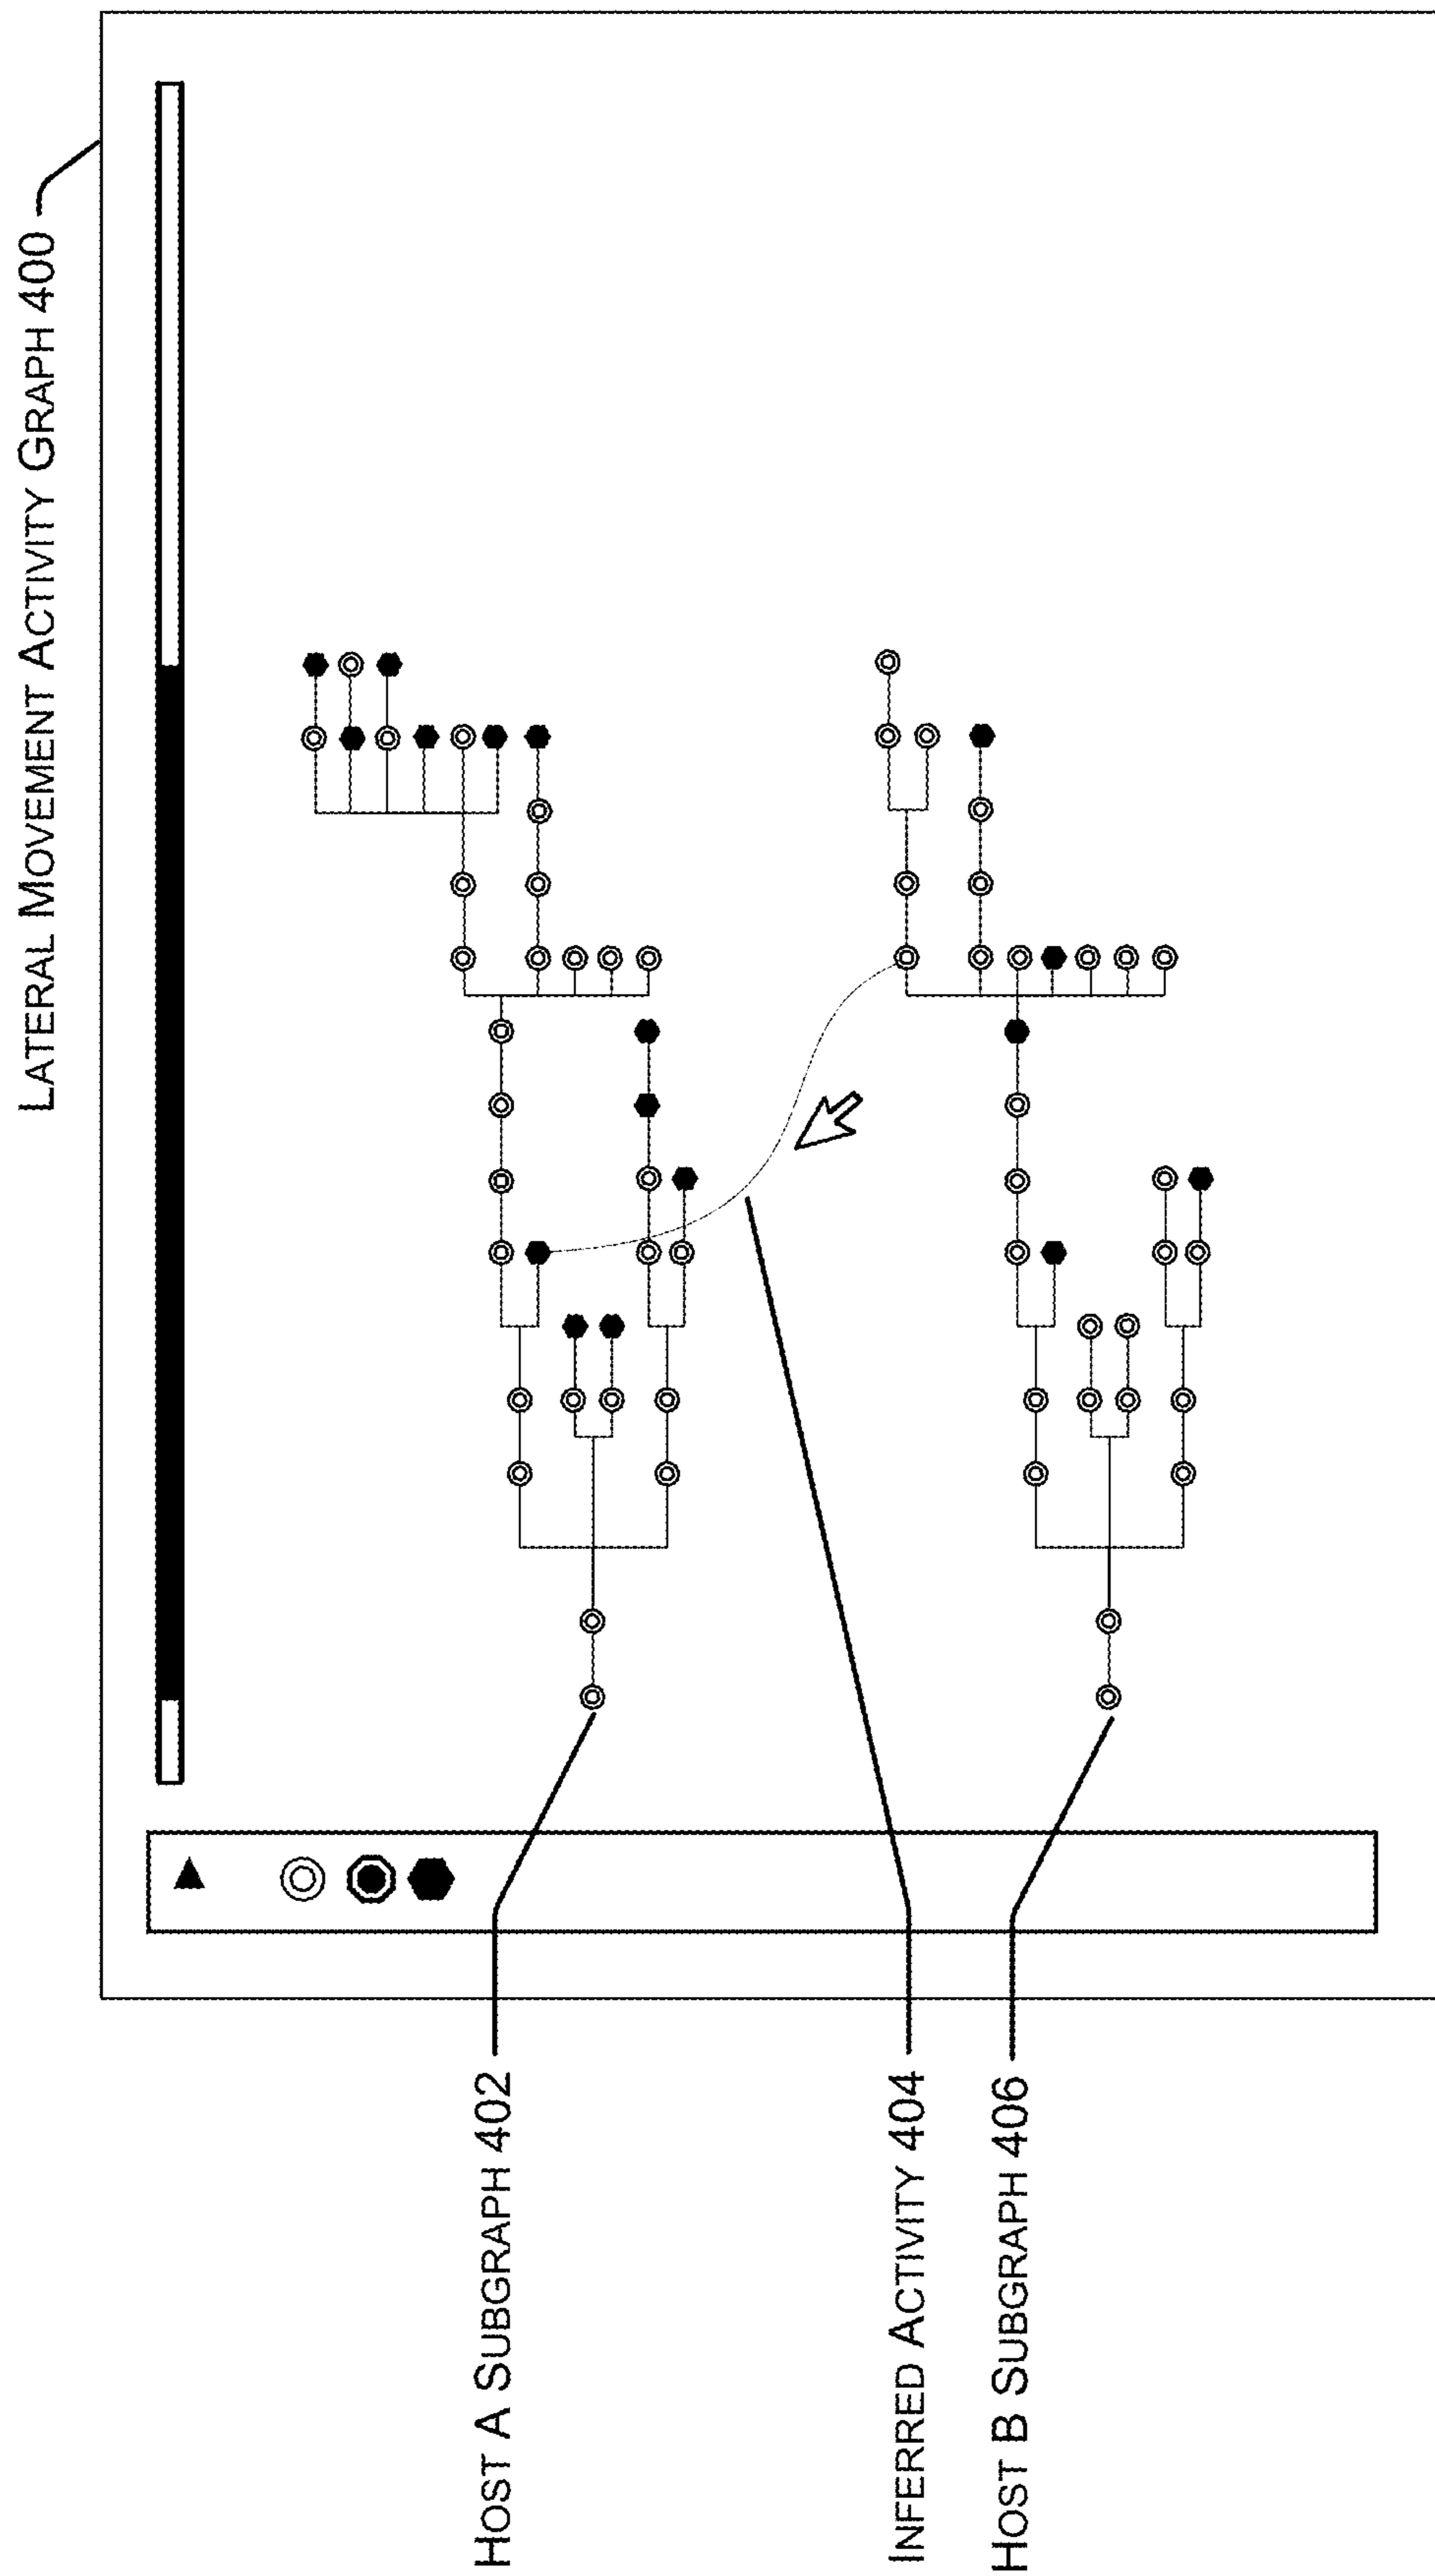 LATERAL MOVEMENT ACTIVITY GRAPH 400
HOST A SUBGRAPH 402
INFERRED ACTIVITY 404
HOST B SUBGRAPH 406